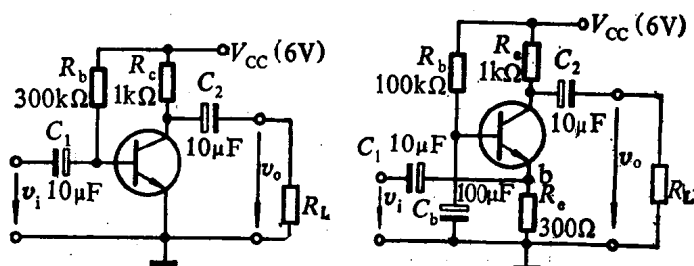 V_CC (6V)
R_b
300kΩ
R_c
1kΩ
C_2
10μF
C_1
10μF
v_i
v_o
R_L
V_CC (6V)
R_b
100kΩ
R_e
1kΩ
C_2
10μF
C_1
10μF
b
v_i
100μF
C_b
R_e
300Ω
v_o
R_L